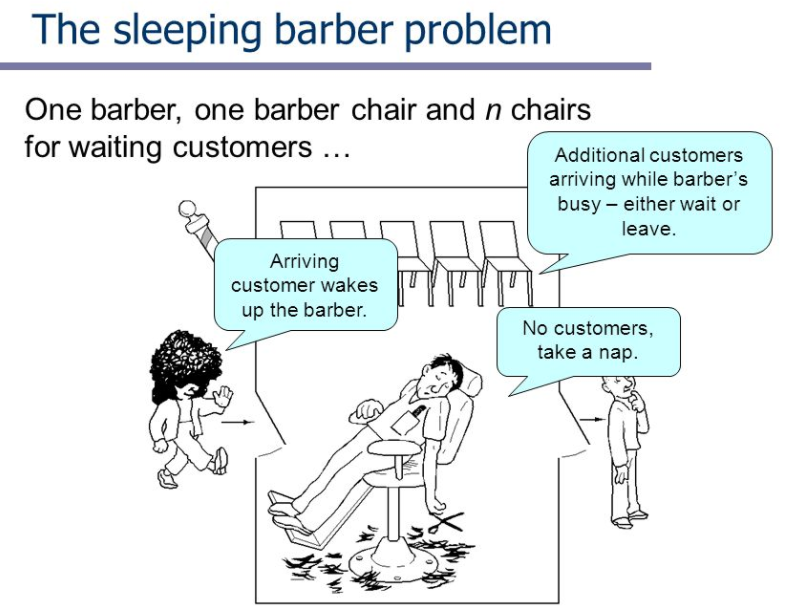 The sleeping barber problem
One barber, one barber chair and n chairs
for waiting customers …
Additional customers
arriving while barber’s
busy – either wait or
leave.
Arriving
customer wakes
up the barber.
No customers,
take a nap.